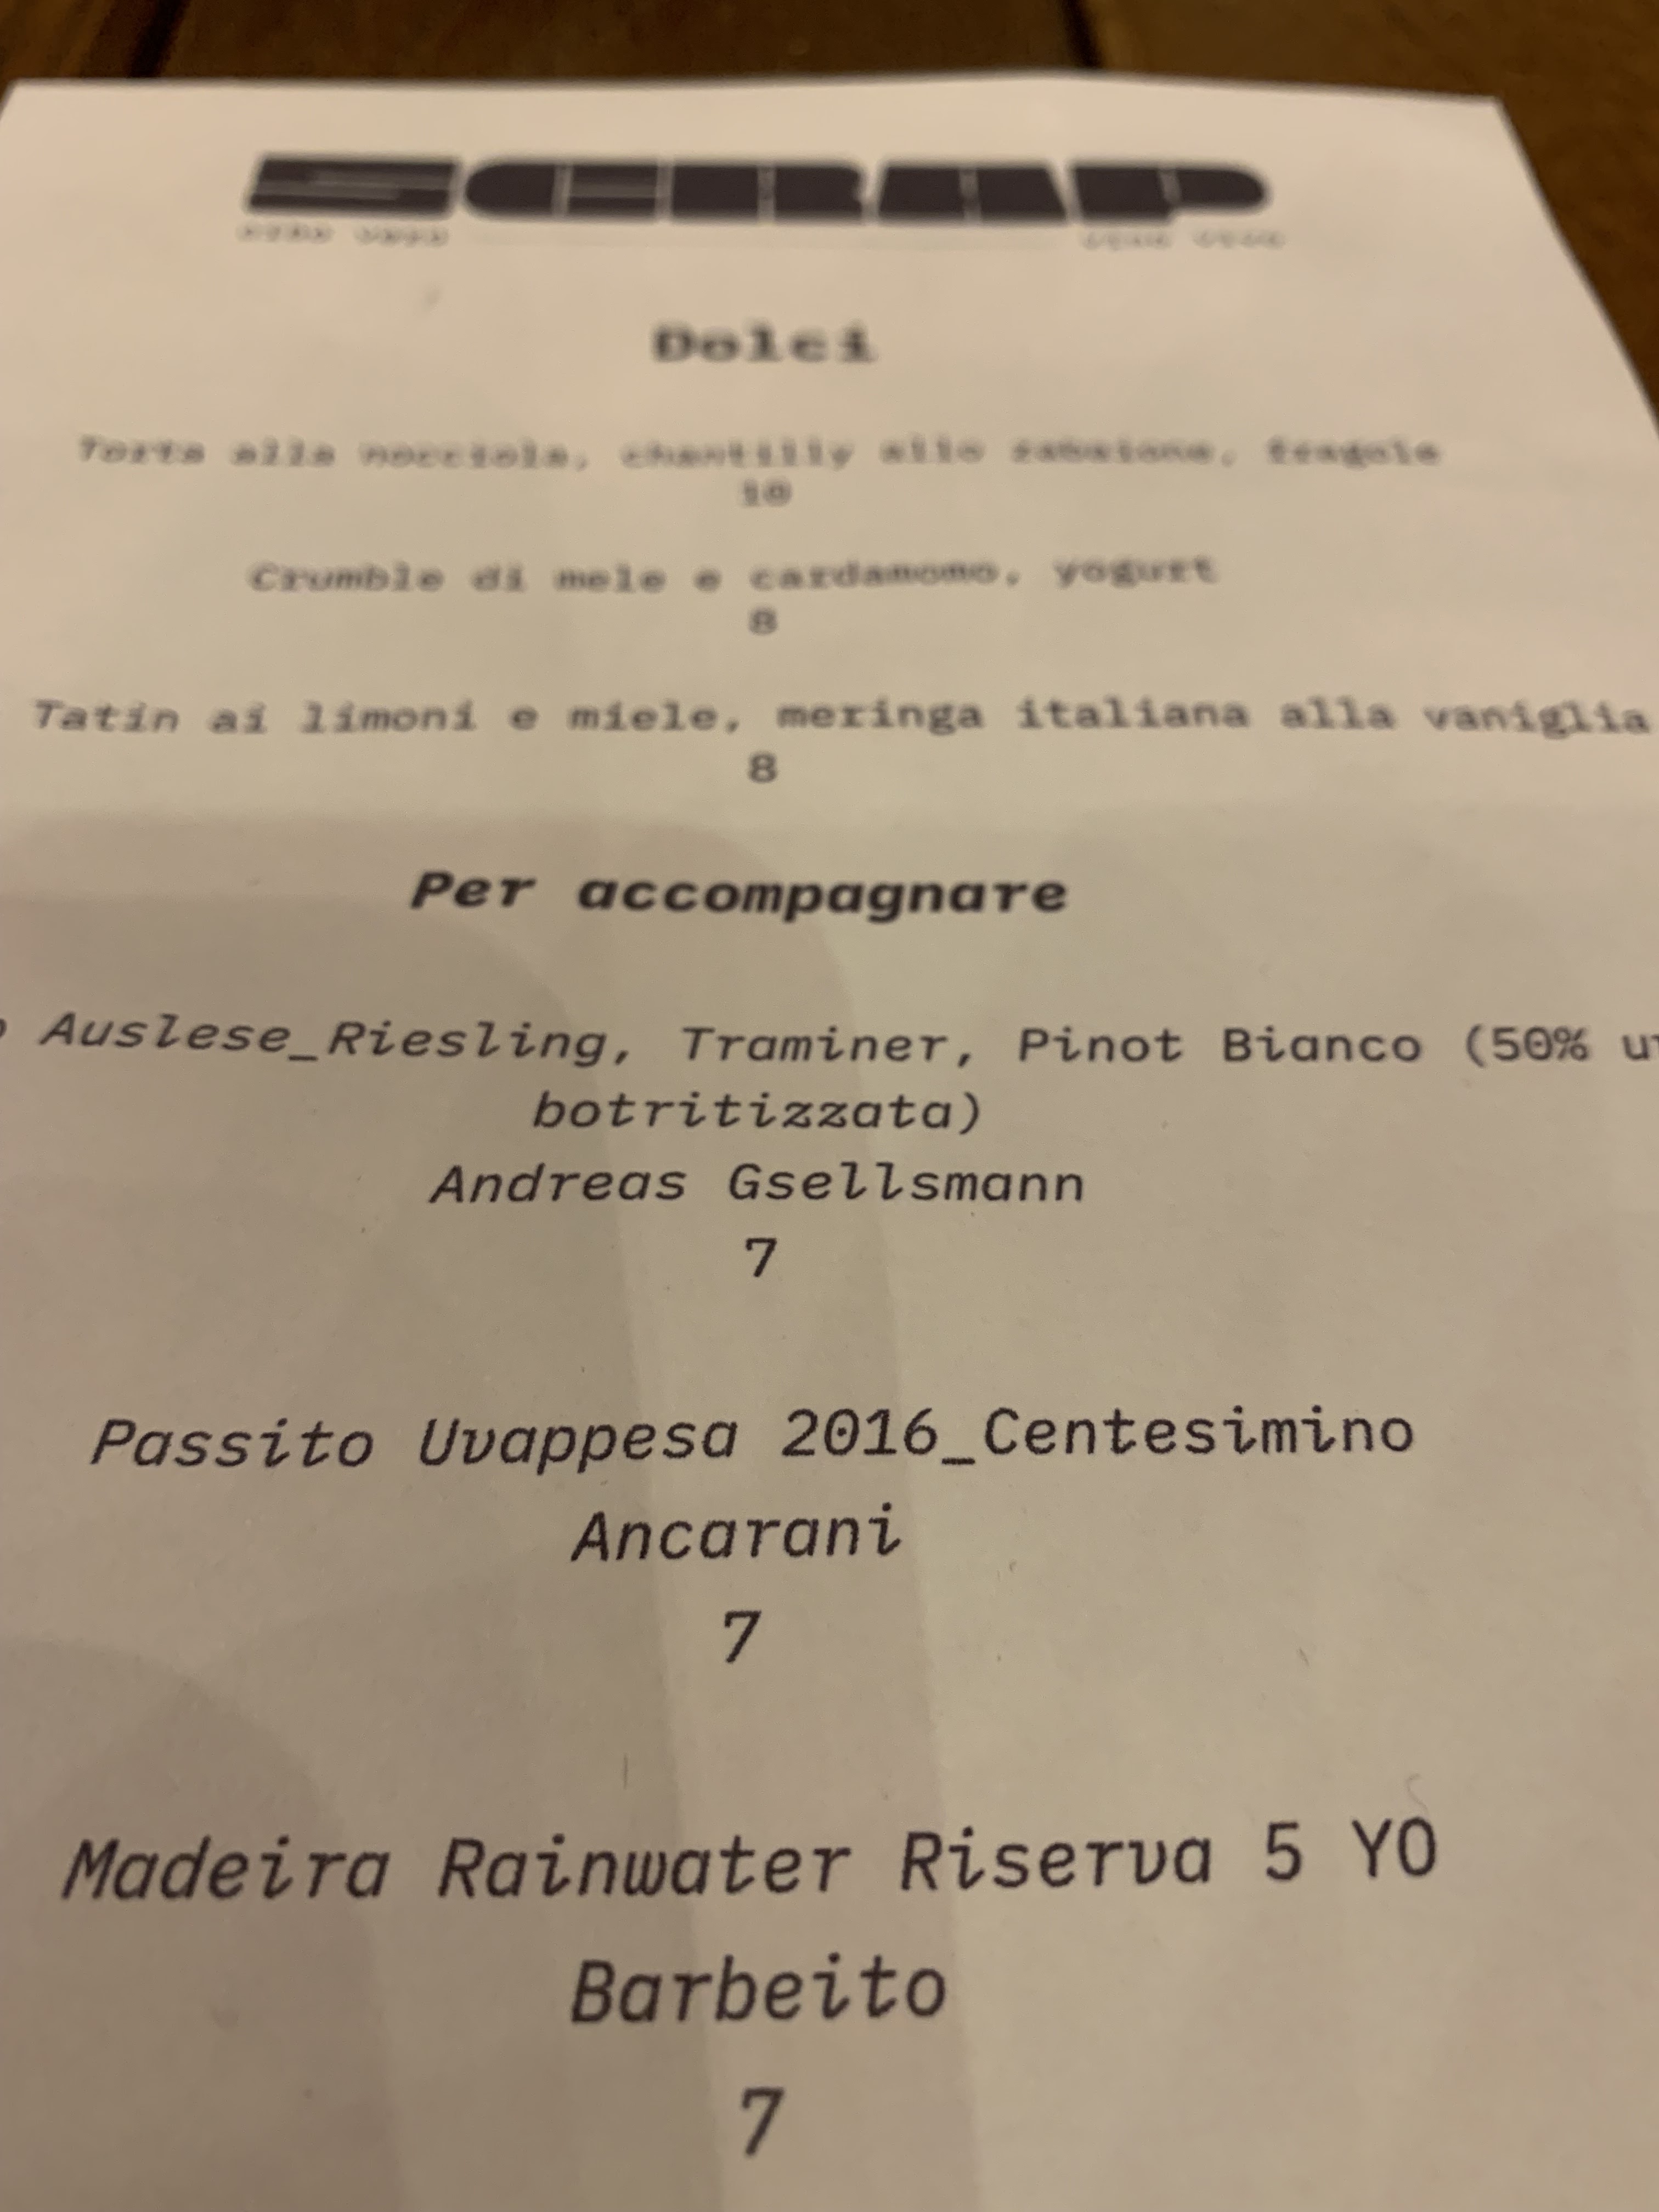 SCRAP
Dolci
Torta alla nocciola, chantilly allo zabaione, fragole
10
Crumble di mele e cardamomo, yogurt
8
Tatin ai limoni e miele, meringa italiana alla vaniglia
8
Per accompagnare
Auslese_Riesling, Traminer, Pinot Bianco (50%
botritizzata)
Andreas Gsellsmann
7
Passito Uvappesa 2016_Centesimino
Ancarani
7
Madeira Rainwater Riserva 5 YO
Barbeito
7